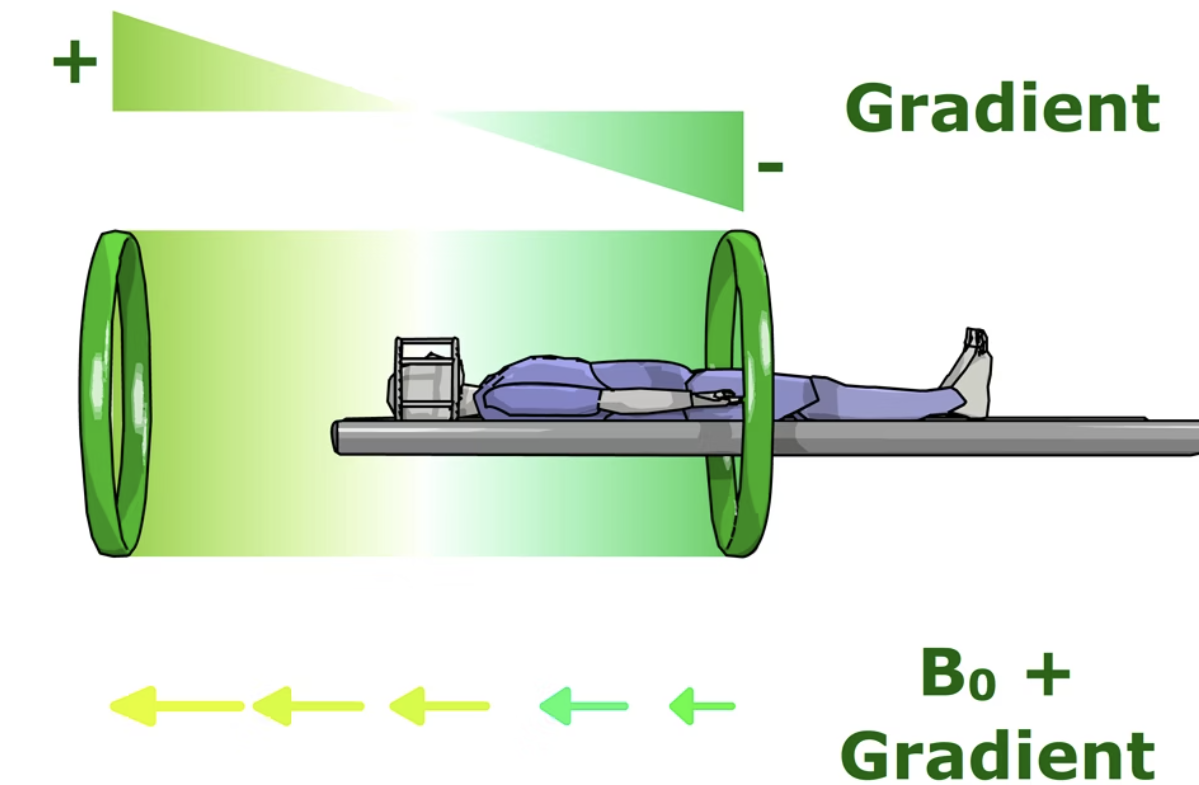 +
Gradient
-
B₀ +
Gradient